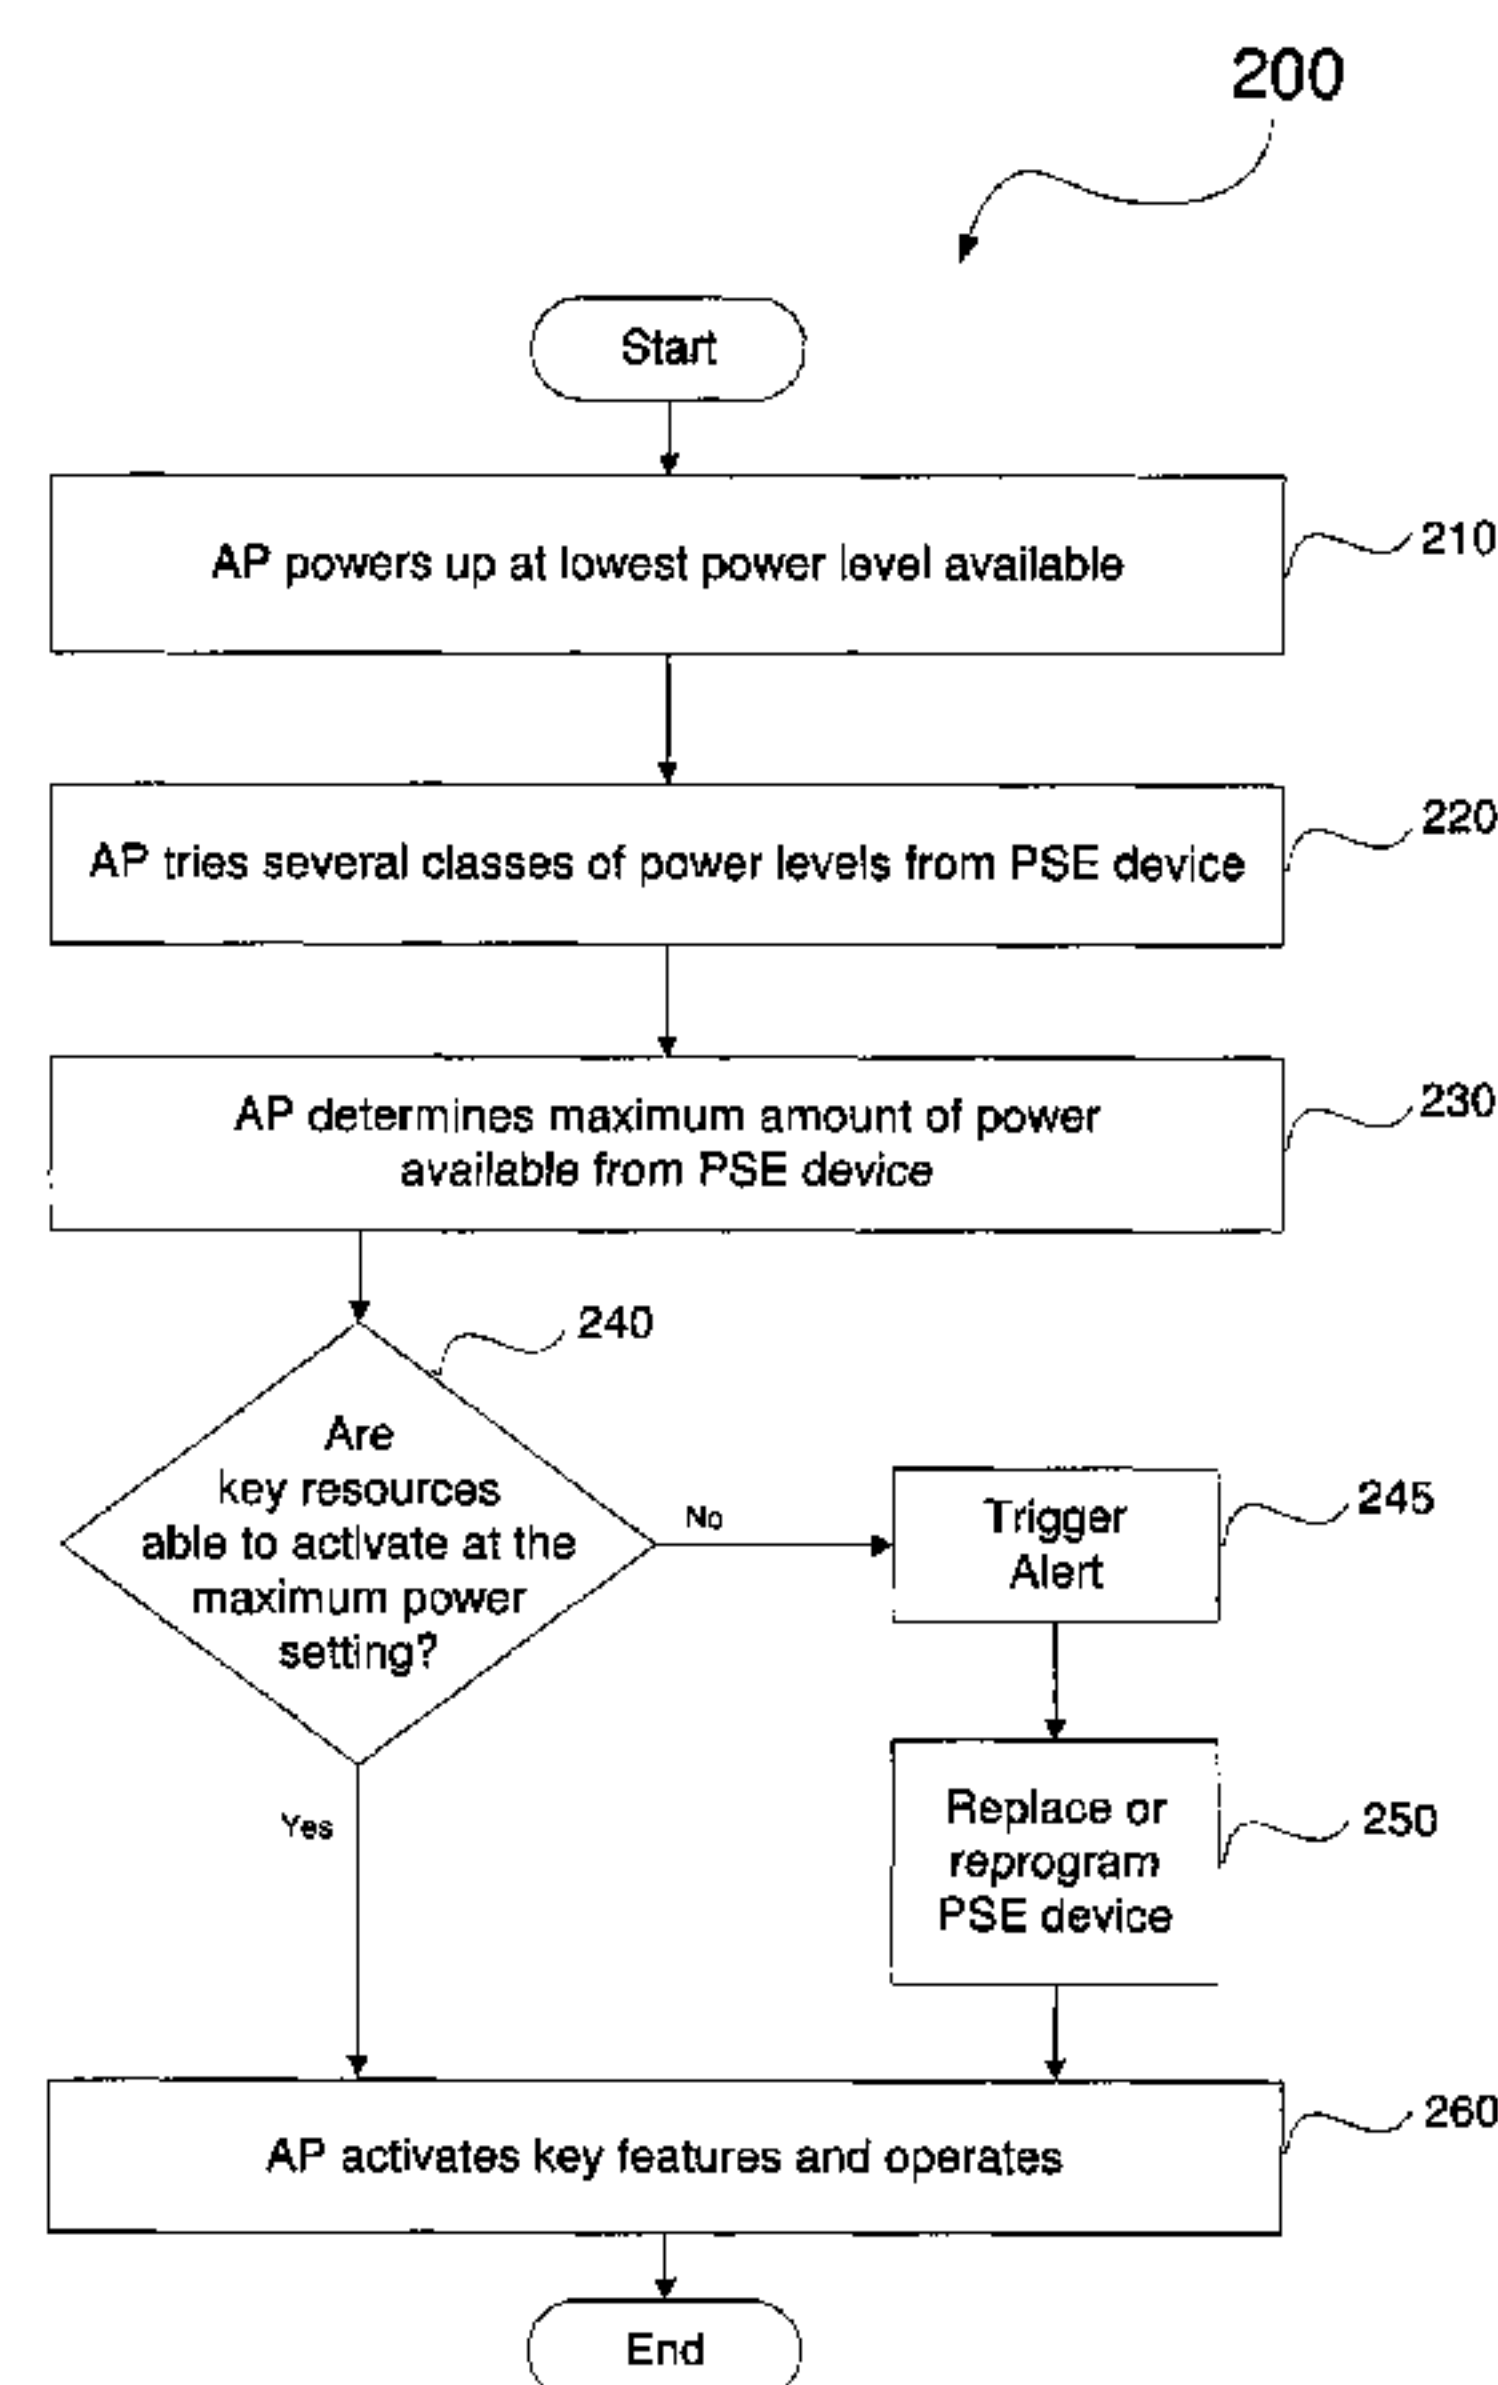 200
Start
AP powers up at lowest power level available
210
AP tries several classes of power levels from PSE device
220
AP determines maximum amount of power
available from PSE device
230
240
Are
key resources
able to activate at the
maximum power
setting?
No
Trigger
Alert
245
Yes
Replace or
reprogram
PSE device
250
AP activates key features and operates
260
End